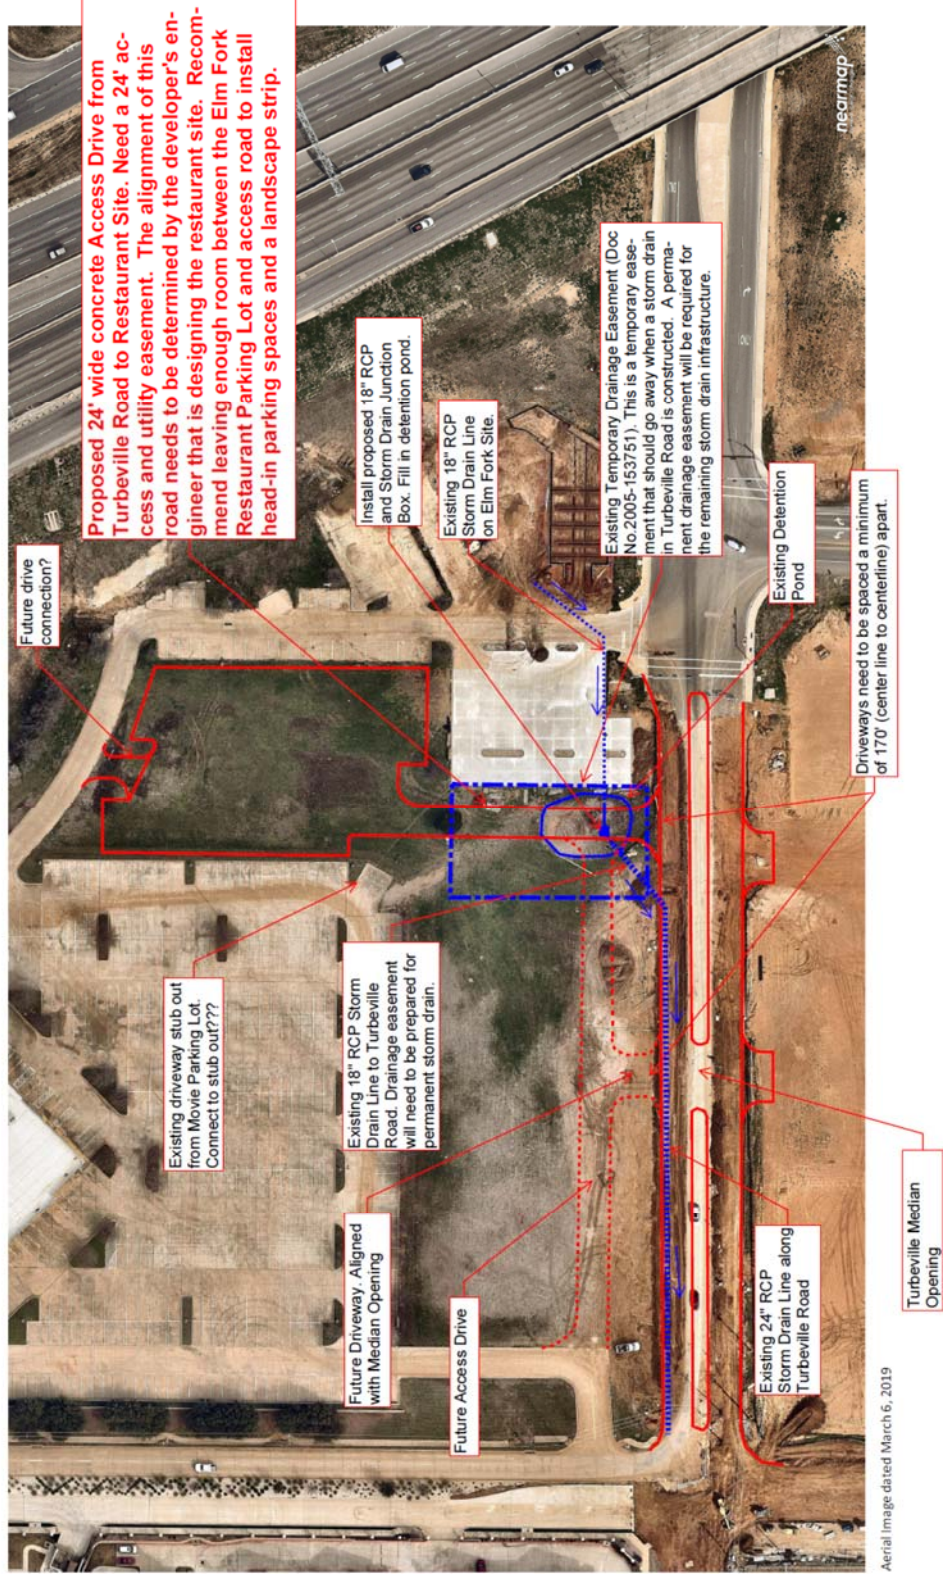 Proposed 24' wide concrete Access Drive from
Turbeville Road to Restaurant Site. Need a 24' ac-
cess and utility easement. The alignment of this
road needs to be determined by the developer's en-
gineer that is designing the restaurant site. Recom-
mend leaving enough room between the Elm Fork
Restaurant Parking Lot and access road to install
head-in parking spaces and a landscape strip.
Future drive
connection?
Install proposed 18" RCP
and Storm Drain Junction
Box. Fill in detention pond.
Existing 18" RCP
Storm Drain Line
on Elm Fork Site.
Existing Temporary Drainage Easement (Doc
No.2005-153751). This is a temporary ease-
ment that should go away when a storm drain
in Turbeville Road is constructed. A perma-
nent drainage easement will be required for
the remaining storm drain infrastructure.
Existing Detention
Pond
Driveways need to be spaced a minimum
of 170' (center line to centerline) apart.
Existing driveway stub out
from Movie Parking Lot.
Connect to stub out???
Existing 18" RCP Storm
Drain Line to Turbeville
Road. Drainage easement
will need to be prepared for
permanent storm drain.
Future Driveway. Aligned
with Median Opening
Future Access Drive
Existing 24" RCP
Storm Drain Line along
Turbeville Road
Turbeville Median
Opening
nearmap
Aerial Image dated March 6, 2019